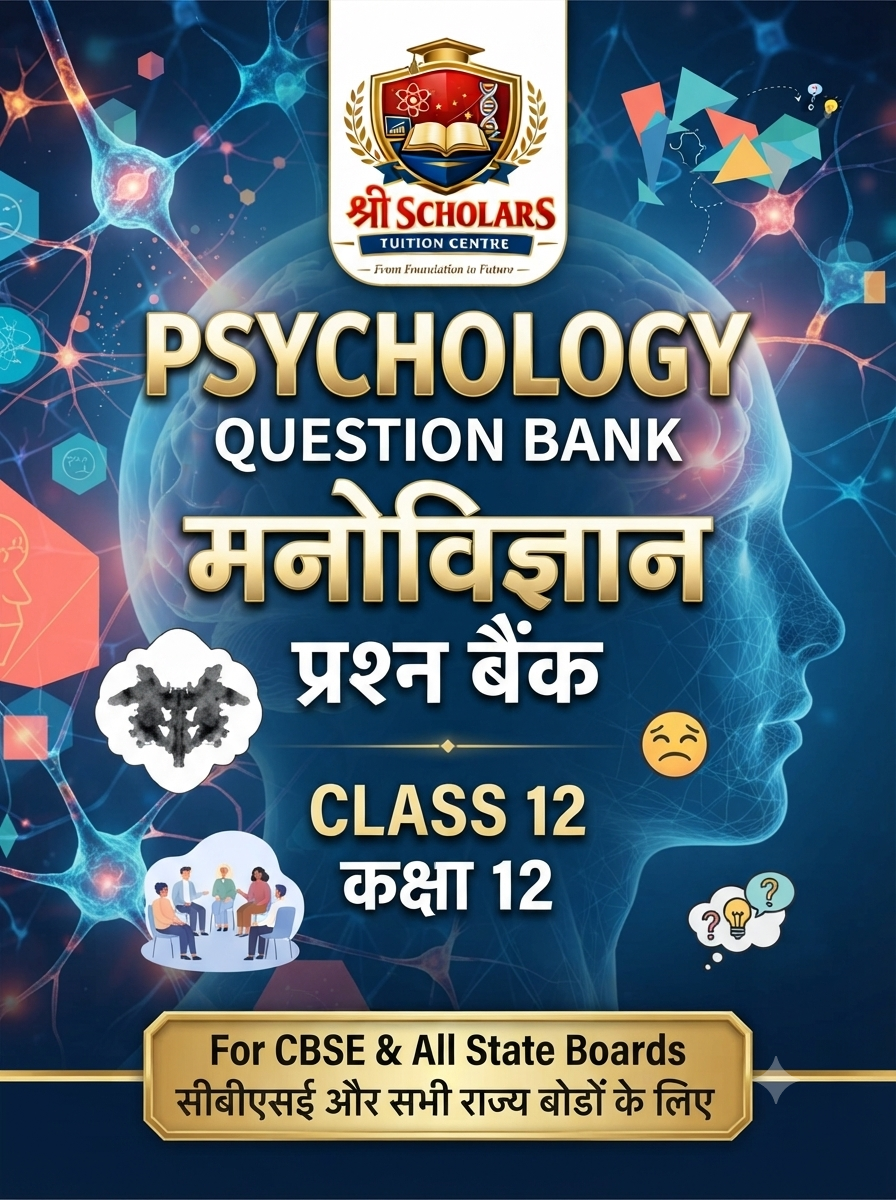 श्री SCHOLARS
TUITION CENTRE
From Foundation to Future
PSYCHOLOGY
QUESTION BANK
मनोविज्ञान
प्रश्न बैंक
CLASS 12
कक्षा 12
For CBSE & All State Boards
सीबीएसई और सभी राज्य बोर्डों के लिए
?
?